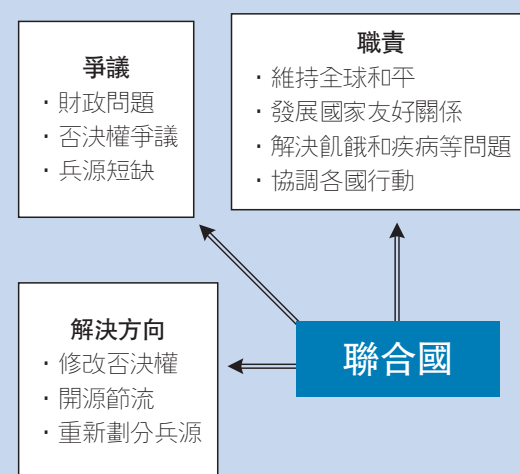 爭議
・財政問題
・否決權爭議
・兵源短缺
職責
・維持全球和平
・發展國家友好關係
・解決飢餓和疾病等問題
・協調各國行動
解決方向
・修改否決權
・開源節流
・重新劃分兵源
聯合國